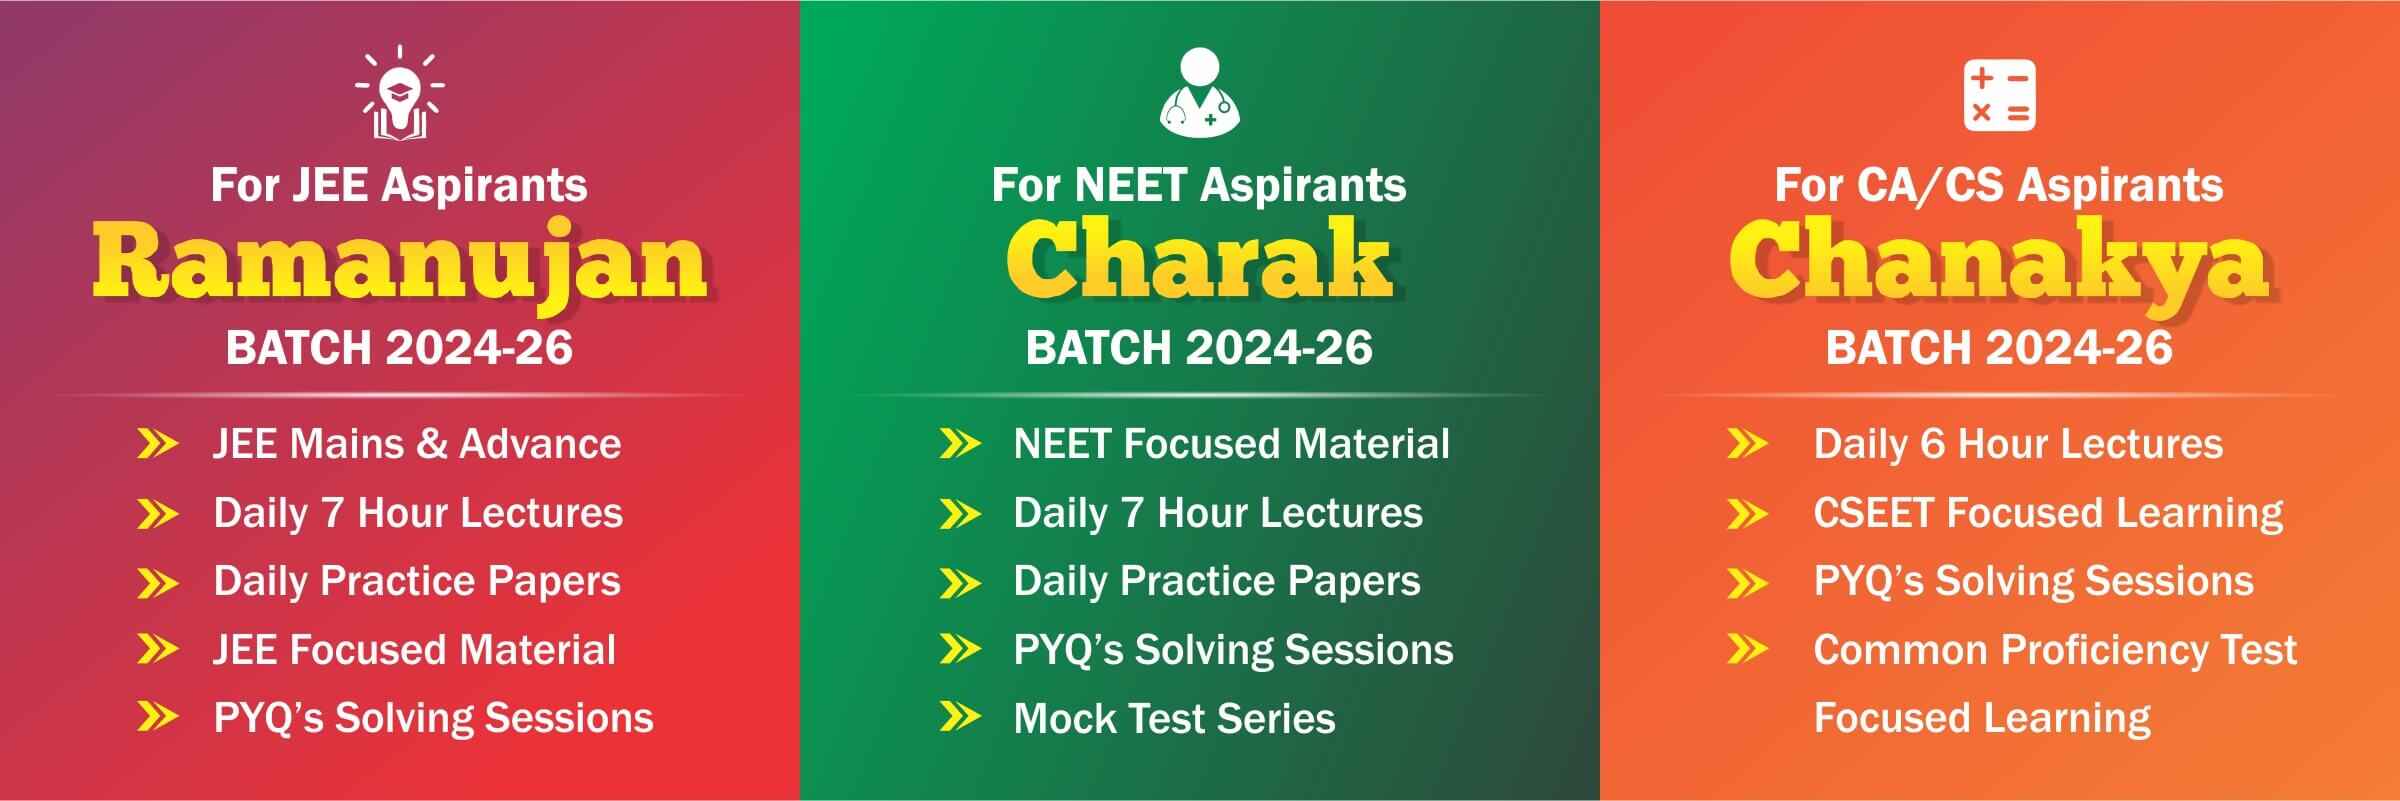 For JEE Aspirants
Ramanujan
BATCH 2024-26
JEE Mains & Advance
Daily 7 Hour Lectures
Daily Practice Papers
JEE Focused Material
PYQ’s Solving Sessions
For NEET Aspirants
Charak
BATCH 2024-26
NEET Focused Material
Daily 7 Hour Lectures
Daily Practice Papers
PYQ’s Solving Sessions
Mock Test Series
For CA/CS Aspirants
Chanakya
BATCH 2024-26
Daily 6 Hour Lectures
CSEET Focused Learning
PYQ’s Solving Sessions
Common Proficiency Test
Focused Learning